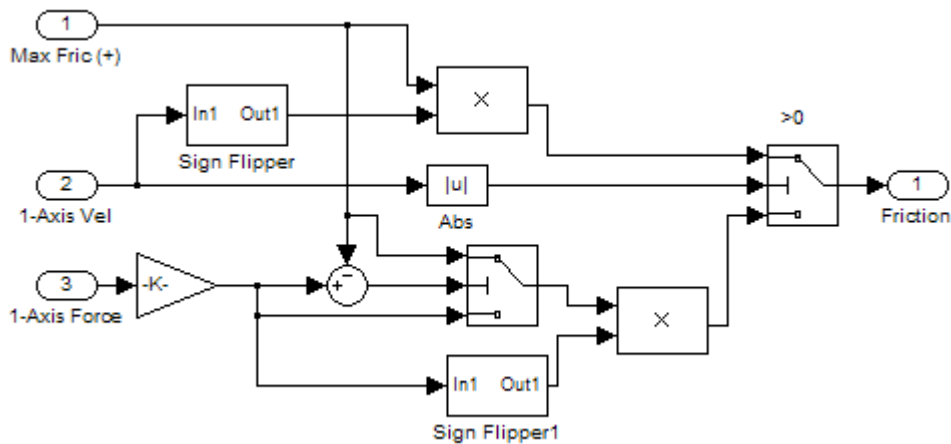 1
Max Fric (+)
In1 Out1
Sign Flipper
×
>0
2
1-Axis Vel
|u|
Abs
1
Friction
3
1-Axis Force
-K-
+
−
×
In1 Out1
Sign Flipper1